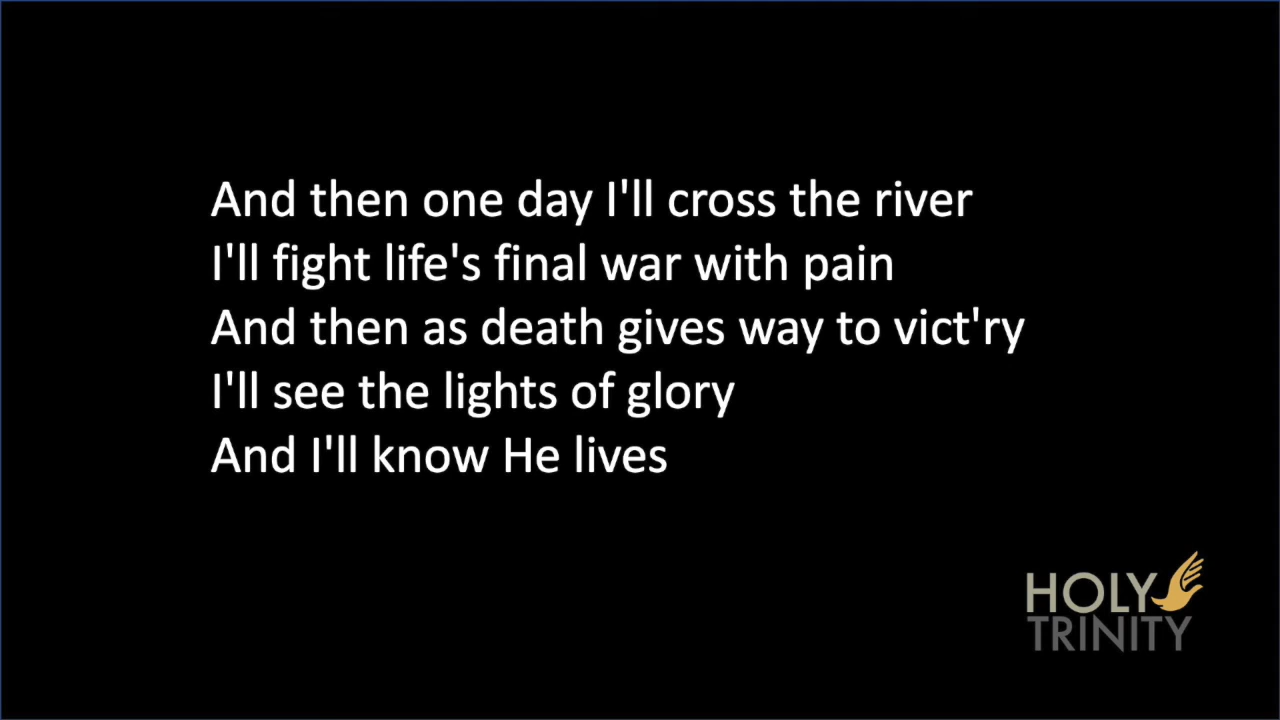 And then one day I'll cross the river
I'll fight life's final war with pain
And then as death gives way to vict'ry
I'll see the lights of glory
And I'll know He lives
HOLY
TRINITY